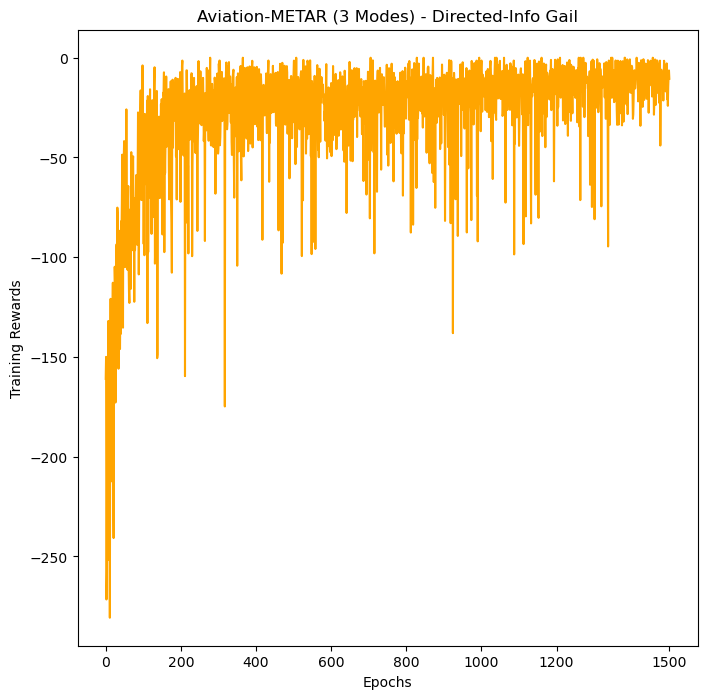 Aviation-METAR (3 Modes) - Directed-Info Gail
0
−50
−100
−150
−200
−250
Training Rewards
0 200 400 600 800 1000 1200 1500
Epochs